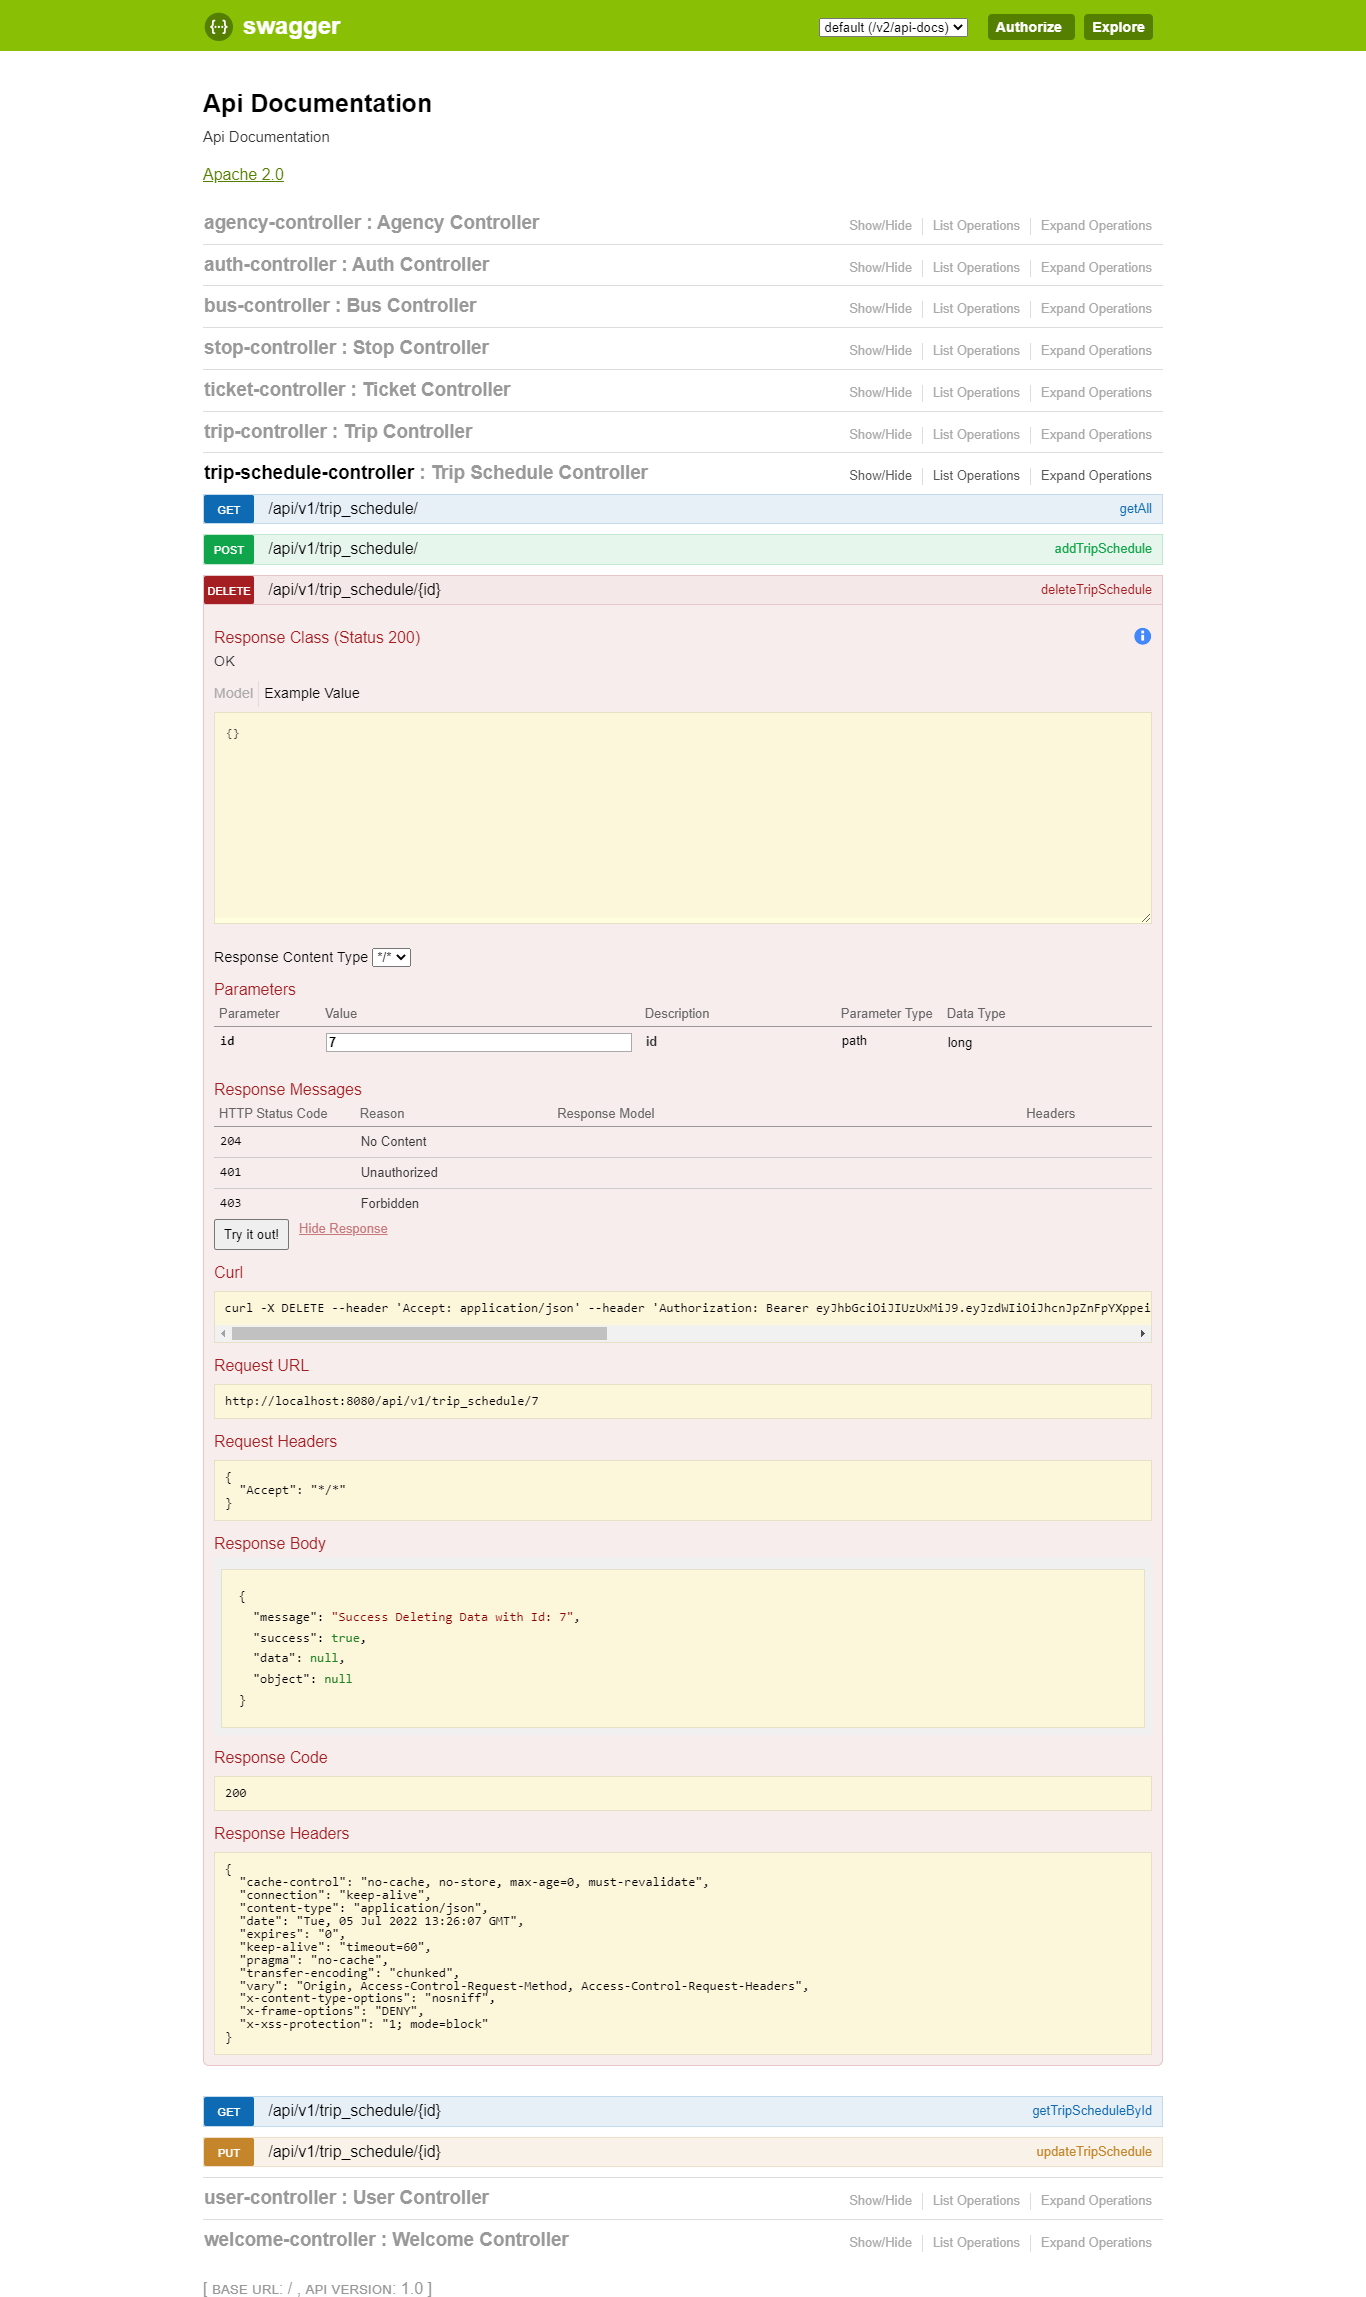 swagger default (/v2/api-docs) Authorize Explore
Api Documentation
Api Documentation
Apache 2.0
agency-controller : Agency Controller Show/Hide List Operations Expand Operations
auth-controller : Auth Controller Show/Hide List Operations Expand Operations
bus-controller : Bus Controller Show/Hide List Operations Expand Operations
stop-controller : Stop Controller Show/Hide List Operations Expand Operations
ticket-controller : Ticket Controller Show/Hide List Operations Expand Operations
trip-controller : Trip Controller Show/Hide List Operations Expand Operations
trip-schedule-controller : Trip Schedule Controller Show/Hide List Operations Expand Operations
GET /api/v1/trip_schedule/ getAll
POST /api/v1/trip_schedule/ addTripSchedule
DELETE /api/v1/trip_schedule/{id} deleteTripSchedule
Response Class (Status 200)
OK
Model Example Value
{}
Response Content Type */*
Parameters
Parameter Value Description Parameter Type Data Type
id 7 id path long
Response Messages
HTTP Status Code Reason Response Model Headers
204 No Content
401 Unauthorized
403 Forbidden
Try it out! Hide Response
Curl
curl -X DELETE --header 'Accept: application/json' --header 'Authorization: Bearer eyJhbGciOiJIUzUxMiJ9.eyJzdWIiOiJhcnJpZnFpYXppei
Request URL
http://localhost:8080/api/v1/trip_schedule/7
Request Headers
{
"Accept": "*/*"
}
Response Body
{
"message": "Success Deleting Data with Id: 7",
"success": true,
"data": null,
"object": null
}
Response Code
200
Response Headers
{
"cache-control": "no-cache, no-store, max-age=0, must-revalidate",
"connection": "keep-alive",
"content-type": "application/json",
"date": "Tue, 05 Jul 2022 13:26:07 GMT",
"expires": "0",
"keep-alive": "timeout=60",
"pragma": "no-cache",
"transfer-encoding": "chunked",
"vary": "Origin, Access-Control-Request-Method, Access-Control-Request-Headers",
"x-content-type-options": "nosniff",
"x-frame-options": "DENY",
"x-xss-protection": "1; mode=block"
}
GET /api/v1/trip_schedule/{id} getTripScheduleById
PUT /api/v1/trip_schedule/{id} updateTripSchedule
user-controller : User Controller Show/Hide List Operations Expand Operations
welcome-controller : Welcome Controller Show/Hide List Operations Expand Operations
[ BASE URL: / , API VERSION: 1.0 ]